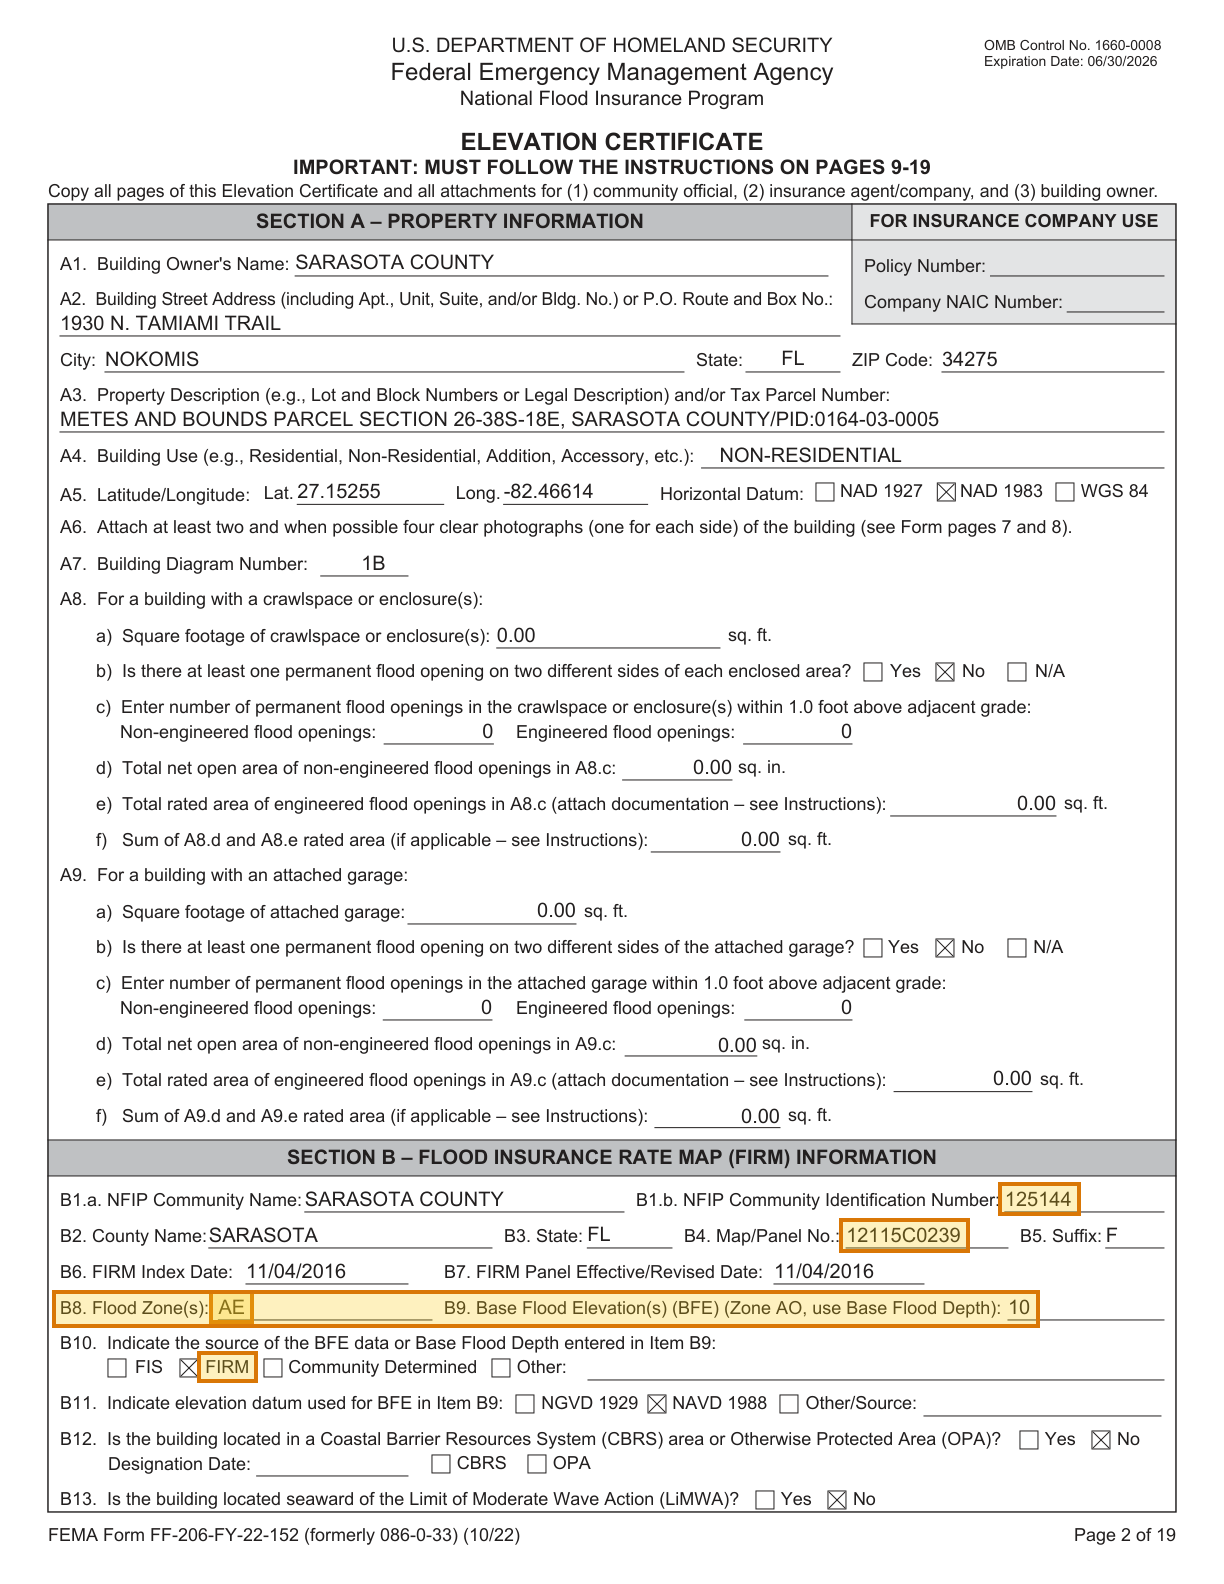 U.S. DEPARTMENT OF HOMELAND SECURITY
Federal Emergency Management Agency
National Flood Insurance Program
OMB Control No. 1660-0008
Expiration Date: 06/30/2026
ELEVATION CERTIFICATE
IMPORTANT: MUST FOLLOW THE INSTRUCTIONS ON PAGES 9-19
Copy all pages of this Elevation Certificate and all attachments for (1) community official, (2) insurance agent/company, and (3) building owner.
SECTION A – PROPERTY INFORMATION
FOR INSURANCE COMPANY USE
A1. Building Owner's Name: SARASOTA COUNTY
Policy Number:
A2. Building Street Address (including Apt., Unit, Suite, and/or Bldg. No.) or P.O. Route and Box No.:
1930 N. TAMIAMI TRAIL
Company NAIC Number:
City: NOKOMIS State: FL ZIP Code: 34275
A3. Property Description (e.g., Lot and Block Numbers or Legal Description) and/or Tax Parcel Number:
METES AND BOUNDS PARCEL SECTION 26-38S-18E, SARASOTA COUNTY/PID:0164-03-0005
A4. Building Use (e.g., Residential, Non-Residential, Addition, Accessory, etc.): NON-RESIDENTIAL
A5. Latitude/Longitude: Lat. 27.15255 Long. -82.46614 Horizontal Datum: NAD 1927 NAD 1983 WGS 84
A6. Attach at least two and when possible four clear photographs (one for each side) of the building (see Form pages 7 and 8).
A7. Building Diagram Number: 1B
A8. For a building with a crawlspace or enclosure(s):
a) Square footage of crawlspace or enclosure(s): 0.00 sq. ft.
b) Is there at least one permanent flood opening on two different sides of each enclosed area? Yes No N/A
c) Enter number of permanent flood openings in the crawlspace or enclosure(s) within 1.0 foot above adjacent grade:
Non-engineered flood openings: 0 Engineered flood openings: 0
d) Total net open area of non-engineered flood openings in A8.c: 0.00 sq. in.
e) Total rated area of engineered flood openings in A8.c (attach documentation – see Instructions): 0.00 sq. ft.
f) Sum of A8.d and A8.e rated area (if applicable – see Instructions): 0.00 sq. ft.
A9. For a building with an attached garage:
a) Square footage of attached garage: 0.00 sq. ft.
b) Is there at least one permanent flood opening on two different sides of the attached garage? Yes No N/A
c) Enter number of permanent flood openings in the attached garage within 1.0 foot above adjacent grade:
Non-engineered flood openings: 0 Engineered flood openings: 0
d) Total net open area of non-engineered flood openings in A9.c: 0.00 sq. in.
e) Total rated area of engineered flood openings in A9.c (attach documentation – see Instructions): 0.00 sq. ft.
f) Sum of A9.d and A9.e rated area (if applicable – see Instructions): 0.00 sq. ft.
SECTION B – FLOOD INSURANCE RATE MAP (FIRM) INFORMATION
B1.a. NFIP Community Name: SARASOTA COUNTY B1.b. NFIP Community Identification Number: 125144
B2. County Name: SARASOTA B3. State: FL B4. Map/Panel No.: 12115C0239 B5. Suffix: F
B6. FIRM Index Date: 11/04/2016 B7. FIRM Panel Effective/Revised Date: 11/04/2016
B8. Flood Zone(s): AE B9. Base Flood Elevation(s) (BFE) (Zone AO, use Base Flood Depth): 10
B10. Indicate the source of the BFE data or Base Flood Depth entered in Item B9:
FIS FIRM Community Determined Other:
B11. Indicate elevation datum used for BFE in Item B9: NGVD 1929 NAVD 1988 Other/Source:
B12. Is the building located in a Coastal Barrier Resources System (CBRS) area or Otherwise Protected Area (OPA)? Yes No
Designation Date: CBRS OPA
B13. Is the building located seaward of the Limit of Moderate Wave Action (LiMWA)? Yes No
FEMA Form FF-206-FY-22-152 (formerly 086-0-33) (10/22)
Page 2 of 19